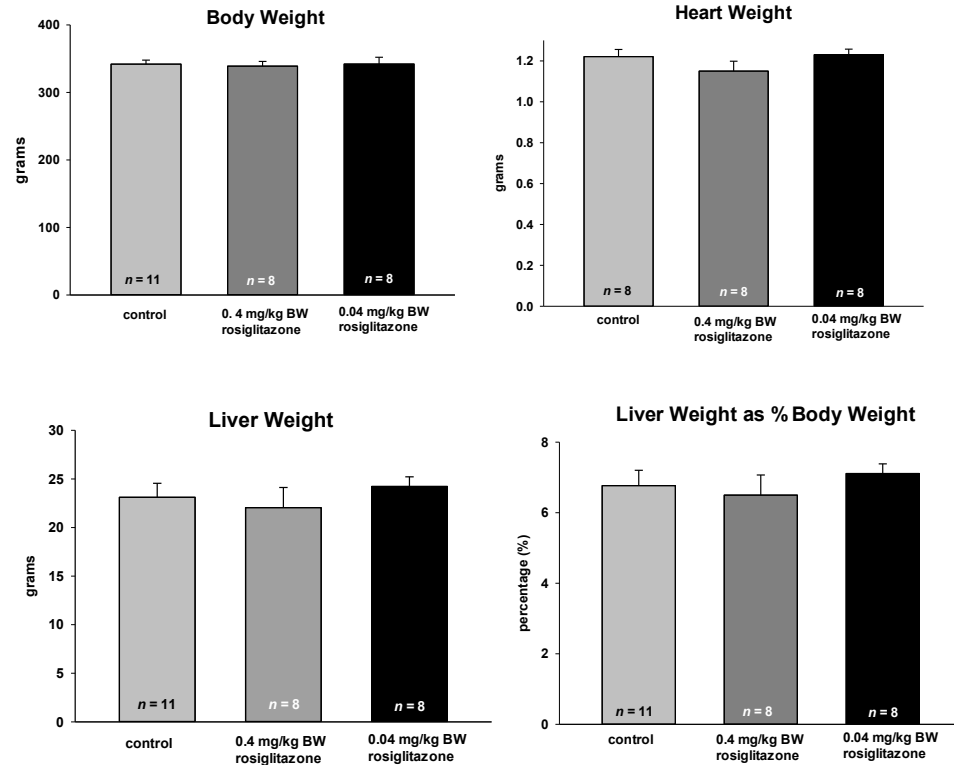 Body Weight
400
300
200
100
0
grams
n = 11
n = 8
n = 8
control
0. 4 mg/kg BW
rosiglitazone
0.04 mg/kg BW
rosiglitazone
Heart Weight
1.2
1.0
0.8
0.6
0.4
0.2
0.0
grams
n = 8
n = 8
n = 8
control
0.4 mg/kg BW
rosiglitazone
0.04 mg/kg BW
rosiglitazone
Liver Weight
30
25
20
15
10
5
0
grams
n = 11
n = 8
n = 8
control
0.4 mg/kg BW
rosiglitazone
0.04 mg/kg BW
rosiglitazone
Liver Weight as % Body Weight
8
6
4
2
0
percentage (%)
n = 11
n = 8
n = 8
control
0.4 mg/kg BW
rosiglitazone
0.04 mg/kg BW
rosiglitazone